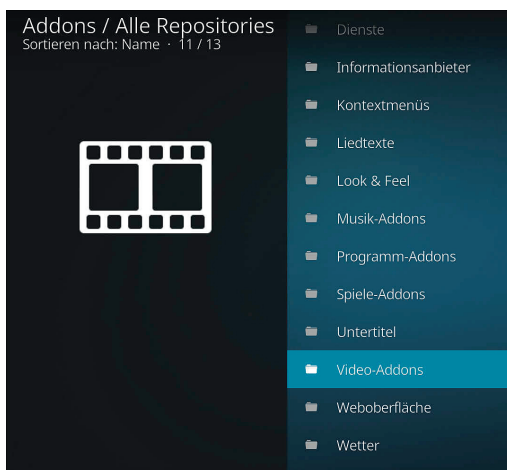 Addons / Alle Repositories
Sortieren nach: Name · 11 / 13
Dienste
Informationsanbieter
Kontextmenüs
Liedtexte
Look & Feel
Musik-Addons
Programm-Addons
Spiele-Addons
Untertitel
Video-Addons
Weboberfläche
Wetter